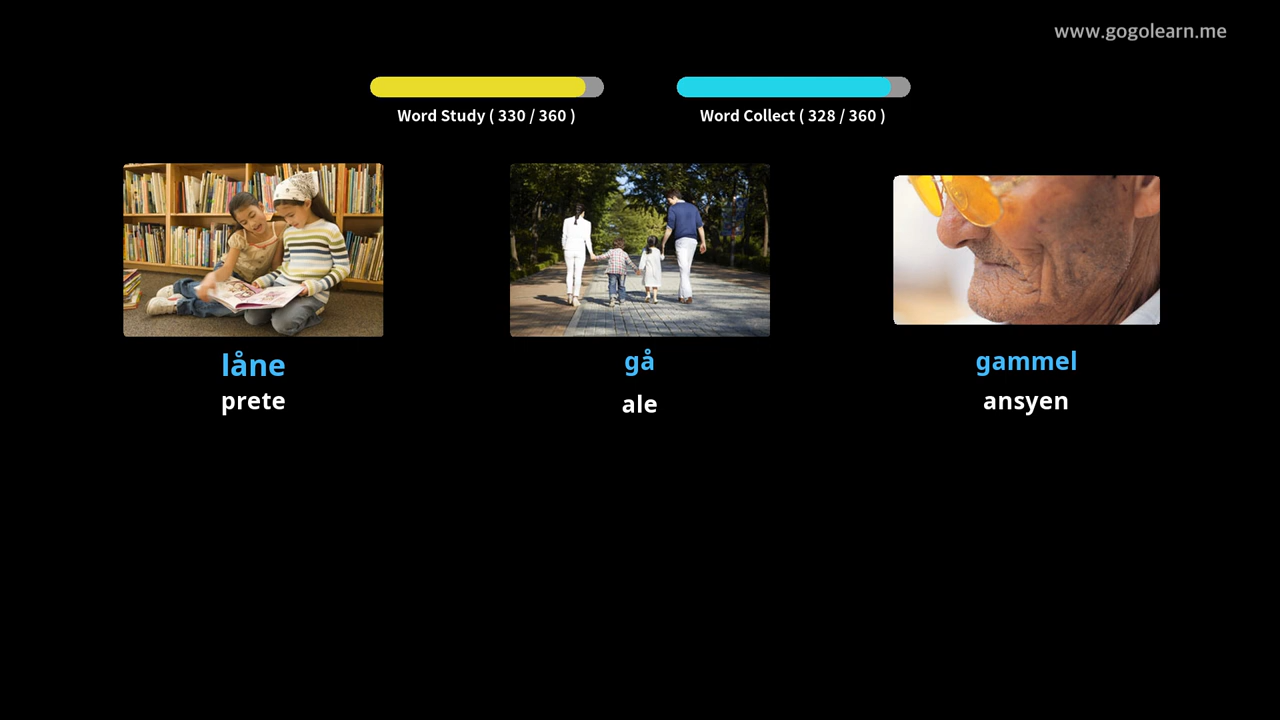 www.gogolearn.me
Word Study ( 330 / 360 )
Word Collect ( 328 / 360 )
låne
prete
gå
ale
gammel
ansyen